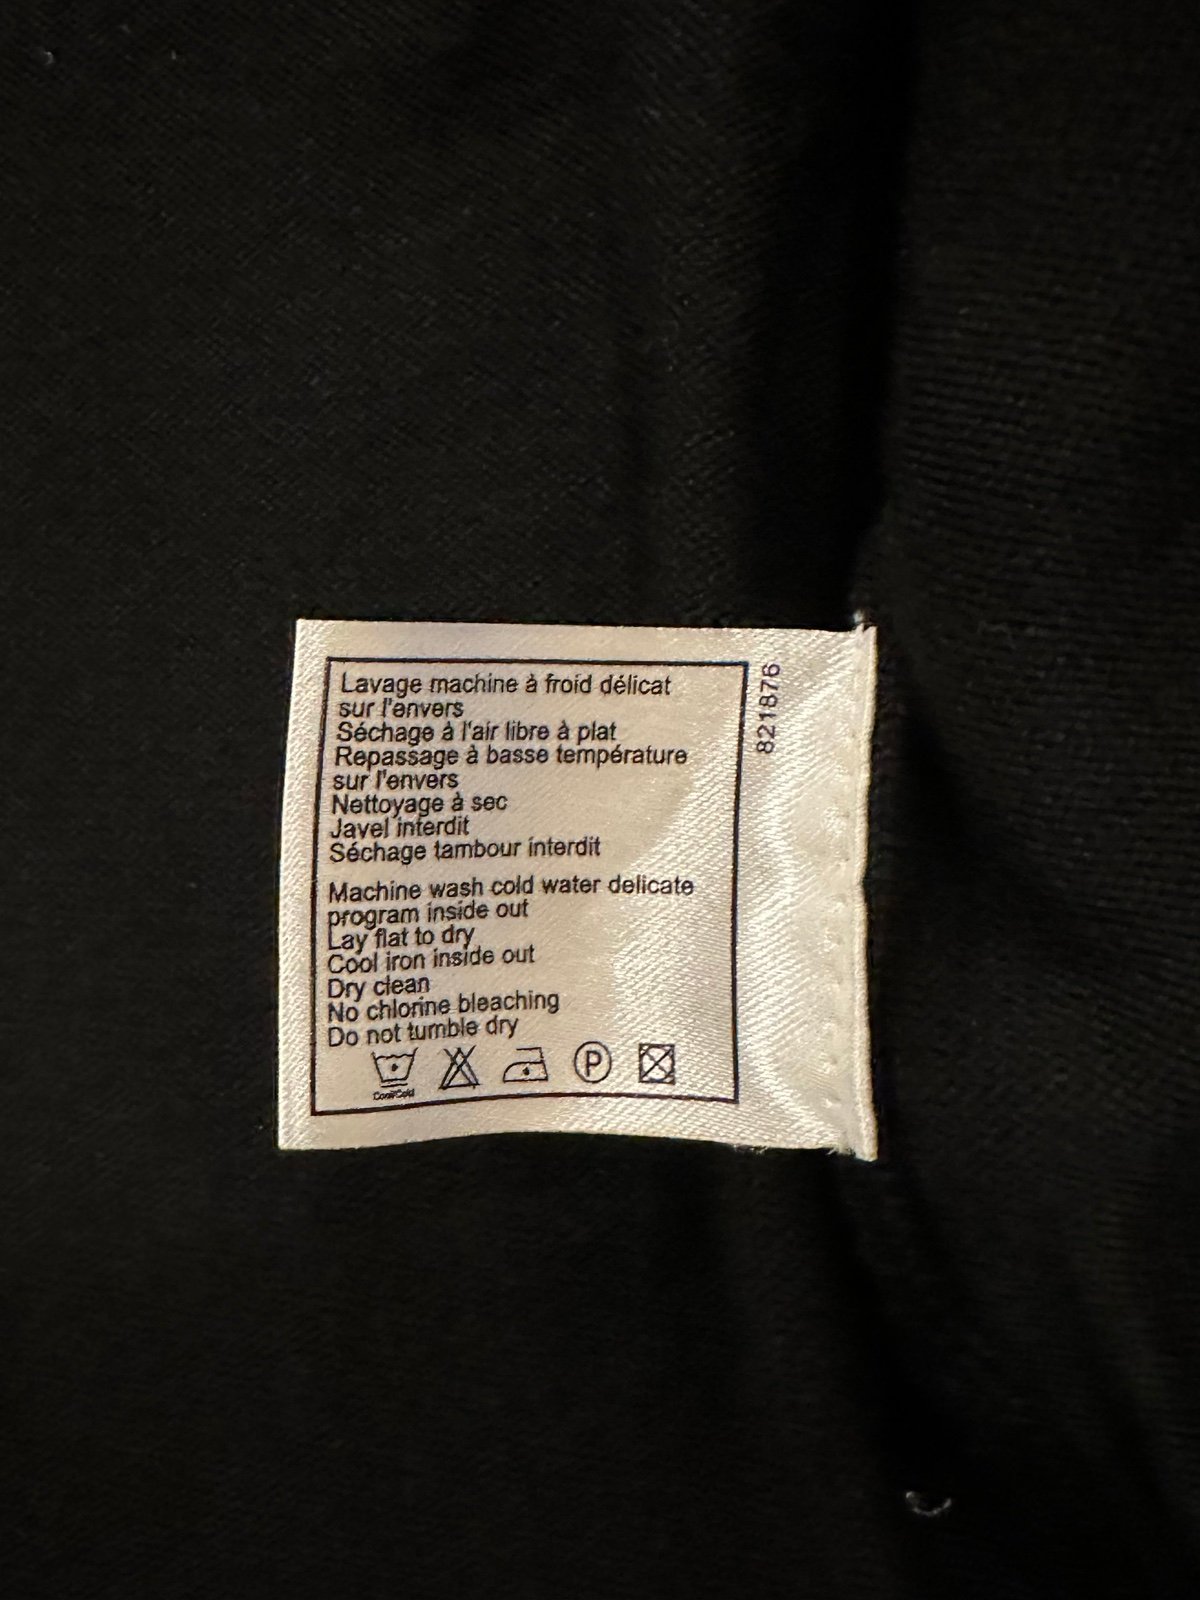 Lavage machine à froid délicat
sur l'envers
Séchage à l'air libre à plat
Repassage à basse température
sur l'envers
Nettoyage à sec
Javel interdit
Séchage tambour interdit
Machine wash cold water delicate
program inside out
Lay flat to dry
Cool iron inside out
Dry clean
No chlorine bleaching
Do not tumble dry
P
Cool/Cold
821876